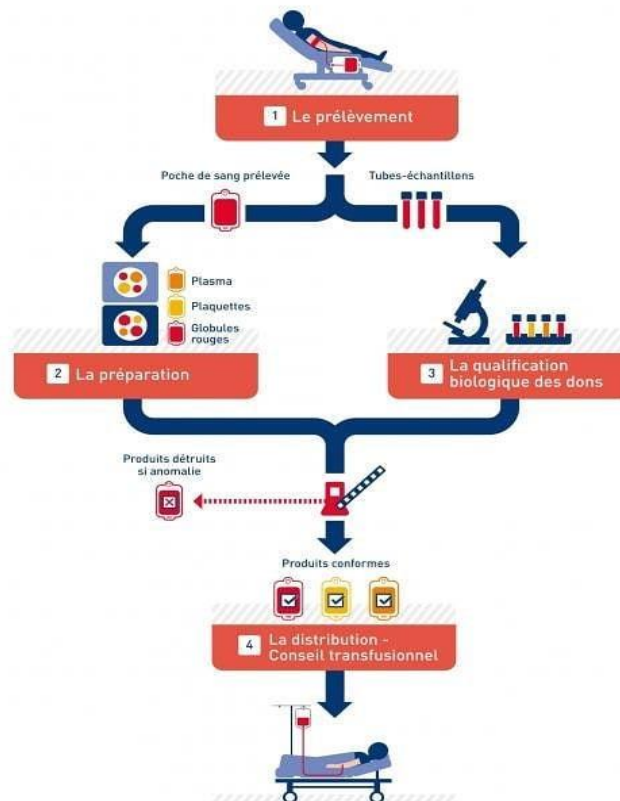 1 Le prélèvement
Poche de sang prélevée
Tubes-échantillons
Plasma
Plaquettes
Globules
rouges
2 La préparation
3 La qualification
biologique des dons
Produits détruits
si anomalie
Produits conformes
4 La distribution -
Conseil transfusionnel